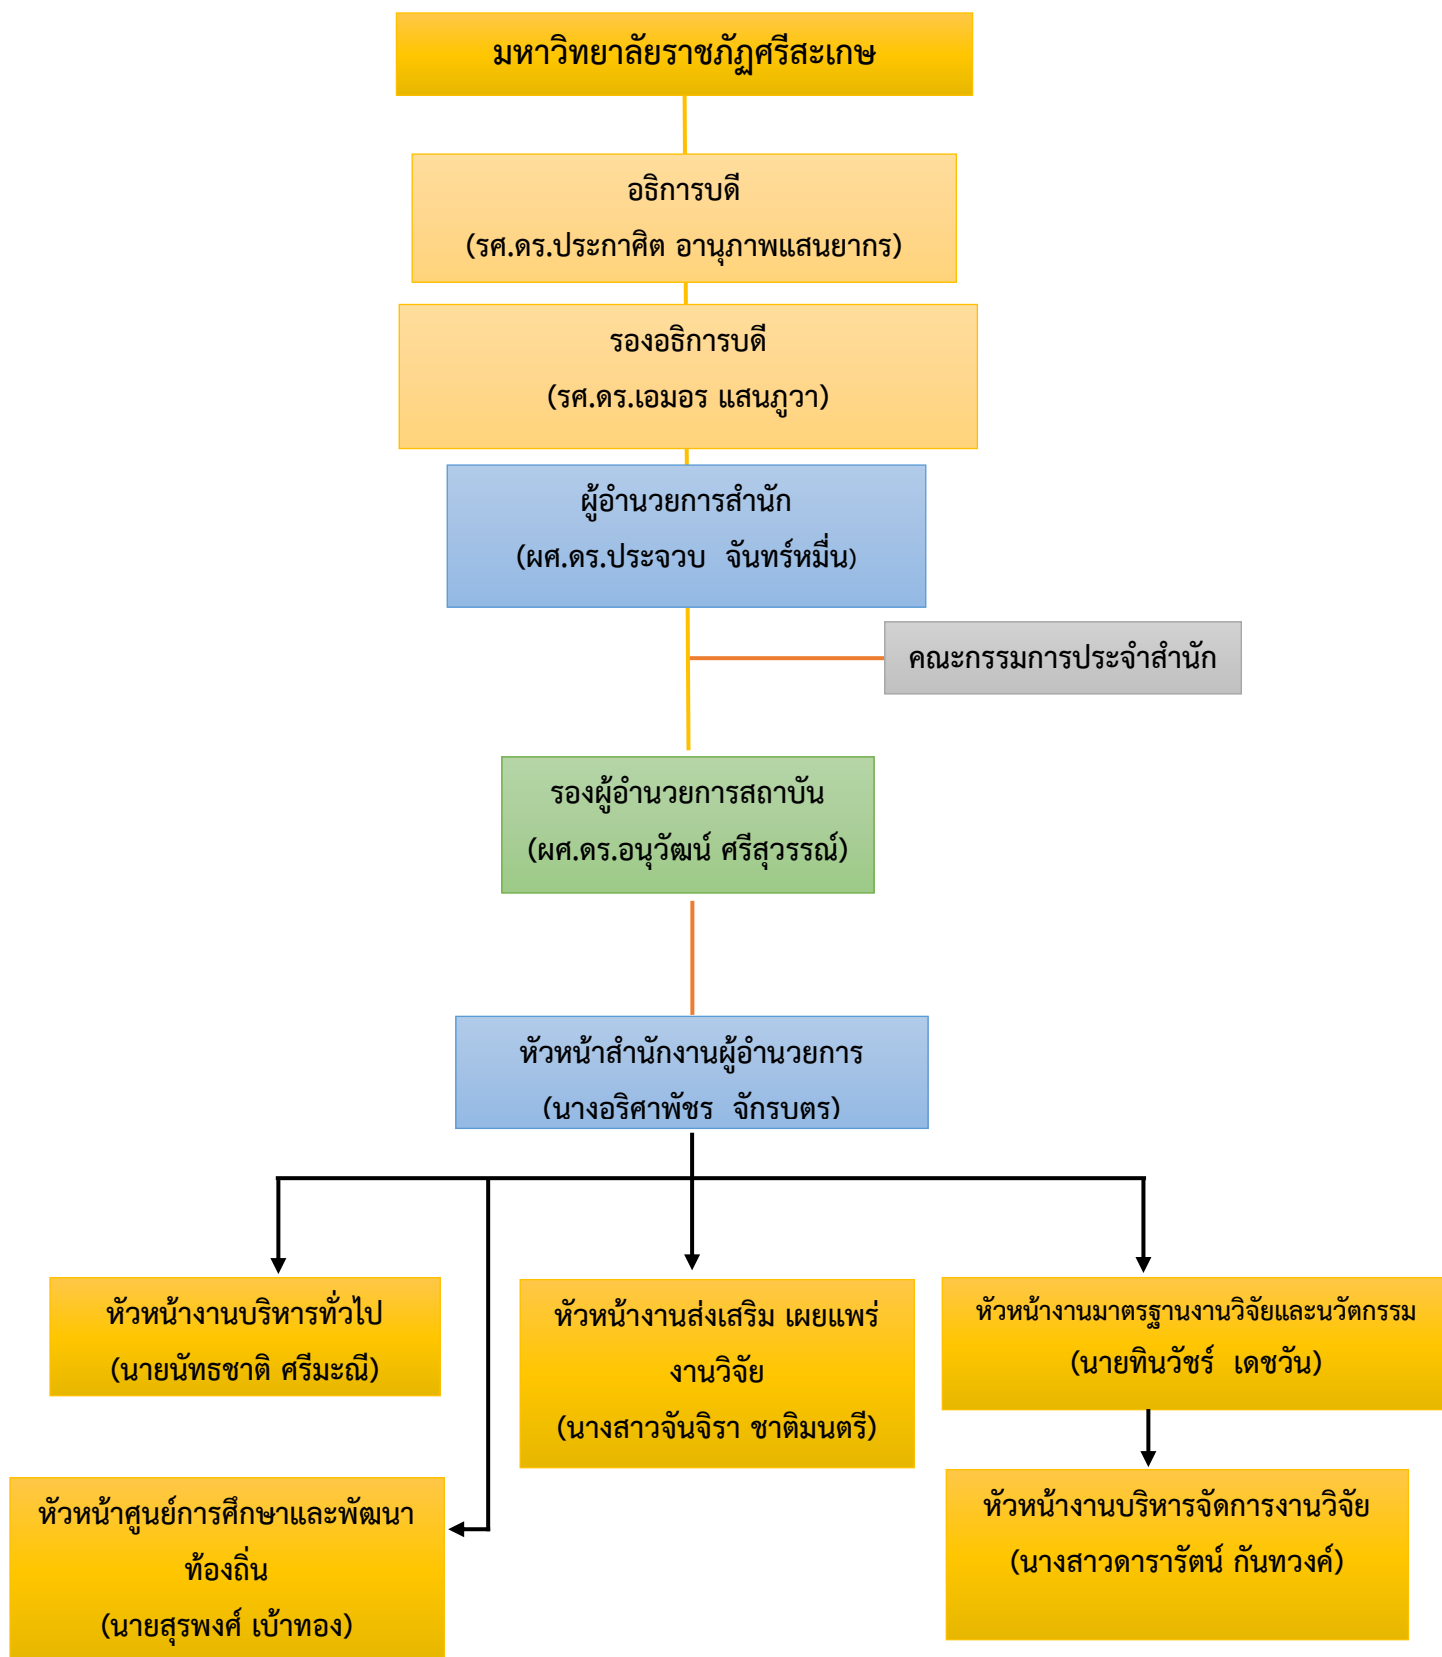 มหาวิทยาลัยราชภัฏศรีสะเกษ
อธิการบดี
(รศ.ดร.ประกาศิต อานุภาพแสนยากร)
รองอธิการบดี
(รศ.ดร.เอมอร แสนภูวา)
ผู้อำนวยการสำนัก
(ผศ.ดร.ประจวบ จันทร์หมื่น)
คณะกรรมการประจำสำนัก
รองผู้อำนวยการสถาบัน
(ผศ.ดร.อนุวัฒน์ ศรีสุวรรณ์)
หัวหน้าสำนักงานผู้อำนวยการ
(นางอริศาพัชร จักรบตร)
หัวหน้างานบริหารทั่วไป
(นายนัทธชาติ ศรีมะณี)
หัวหน้างานส่งเสริม เผยแพร่
งานวิจัย
(นางสาวจันจิรา ชาติมนตรี)
หัวหน้างานมาตรฐานงานวิจัยและนวัตกรรม
(นายทินวัชร์ เดชวัน)
หัวหน้าศูนย์การศึกษาและพัฒนา
ท้องถิ่น
(นายสุรพงศ์ เบ้าทอง)
หัวหน้างานบริหารจัดการงานวิจัย
(นางสาวดารารัตน์ กันทวงค์)